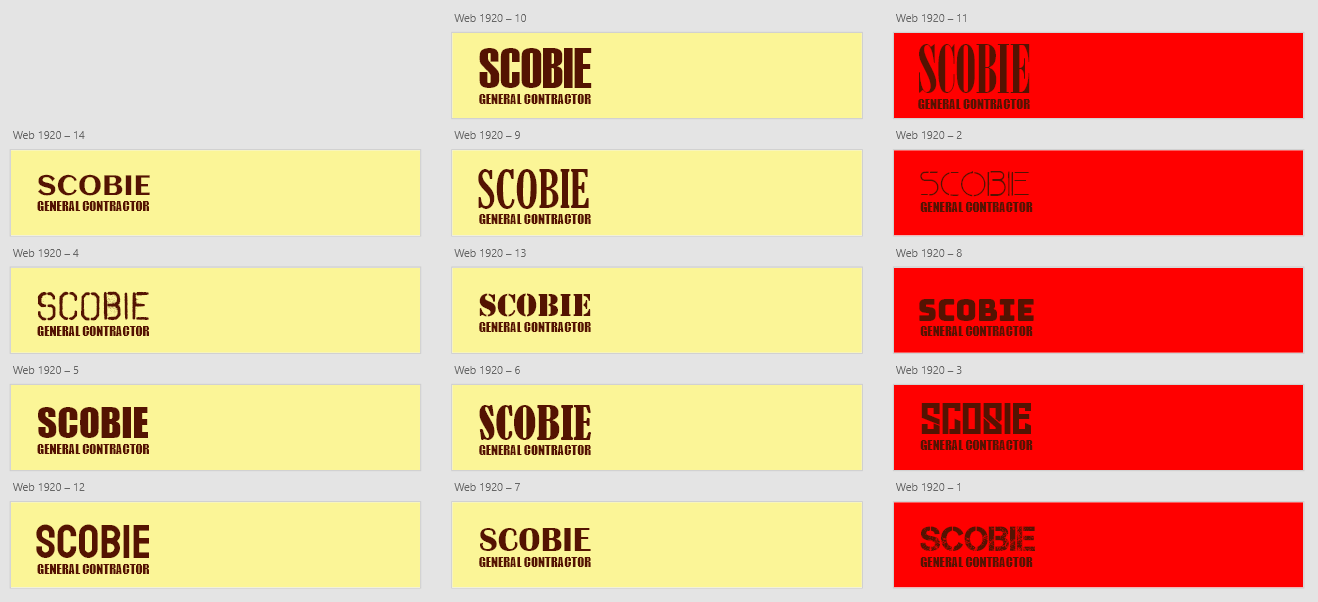 Web 1920 – 10
SCOBIE
GENERAL CONTRACTOR
Web 1920 – 11
SCOBIE
GENERAL CONTRACTOR
Web 1920 – 14
SCOBIE
GENERAL CONTRACTOR
Web 1920 – 9
SCOBIE
GENERAL CONTRACTOR
Web 1920 – 2
SCOBIE
GENERAL CONTRACTOR
Web 1920 – 4
SCOBIE
GENERAL CONTRACTOR
Web 1920 – 13
SCOBIE
GENERAL CONTRACTOR
Web 1920 – 8
SCOBIE
GENERAL CONTRACTOR
Web 1920 – 5
SCOBIE
GENERAL CONTRACTOR
Web 1920 – 6
SCOBIE
GENERAL CONTRACTOR
Web 1920 – 3
SCOBIE
GENERAL CONTRACTOR
Web 1920 – 12
SCOBIE
GENERAL CONTRACTOR
Web 1920 – 7
SCOBIE
GENERAL CONTRACTOR
Web 1920 – 1
SCOBIE
GENERAL CONTRACTOR